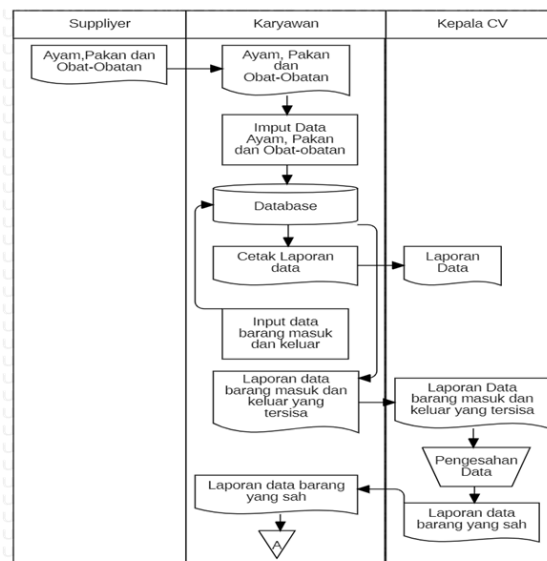 Suppliyer
Karyawan
Kepala CV
Ayam,Pakan dan
Obat-Obatan
Ayam, Pakan
dan
Obat-Obatan
Imput Data
Ayam, Pakan
dan Obat-obatan
Database
Cetak Laporan
data
Laporan
Data
Input data
barang masuk
dan keluar
Laporan data
barang masuk dan
keluar yang
tersisa
Laporan Data
barang masuk dan
keluar yang tersisa
Pengesahan
Data
Laporan data
barang yang sah
Laporan data barang
yang sah
A